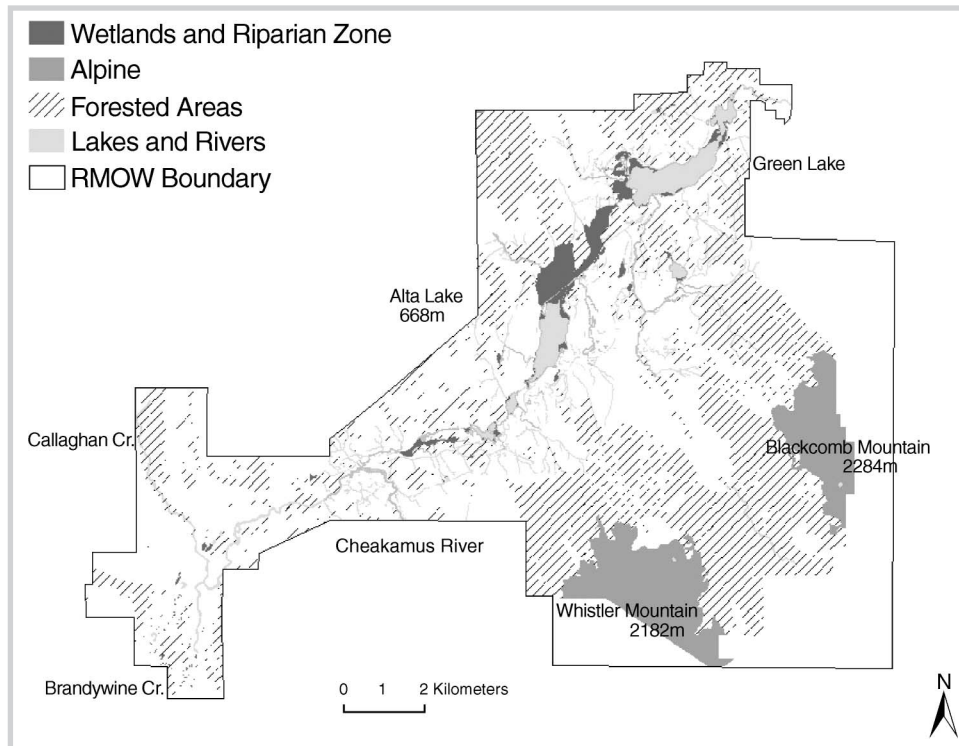 Wetlands and Riparian Zone
Alpine
Forested Areas
Lakes and Rivers
RMOW Boundary
Green Lake
Alta Lake
668m
Callaghan Cr.
Blackcomb Mountain
2284m
Cheakamus River
Whistler Mountain
2182m
Brandywine Cr.
0 1 2 Kilometers
N